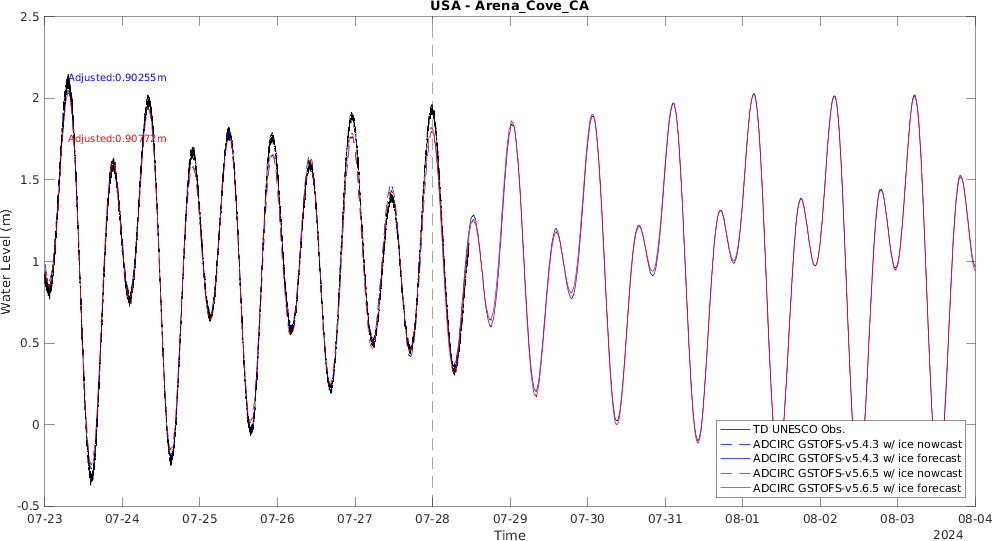 USA - Arena_Cove_CA
2.5
2
1.5
1
0.5
0
-0.5
Water Level (m)
Adjusted:0.90255m
Adjusted:0.90772m
TD UNESCO Obs.
ADCIRC GSTOFS-v5.4.3 w/ ice nowcast
ADCIRC GSTOFS-v5.4.3 w/ ice forecast
ADCIRC GSTOFS-v5.6.5 w/ ice nowcast
ADCIRC GSTOFS-v5.6.5 w/ ice forecast
07-23 07-24 07-25 07-26 07-27 07-28 07-29 07-30 07-31 08-01 08-02 08-03 08-04
Time
2024